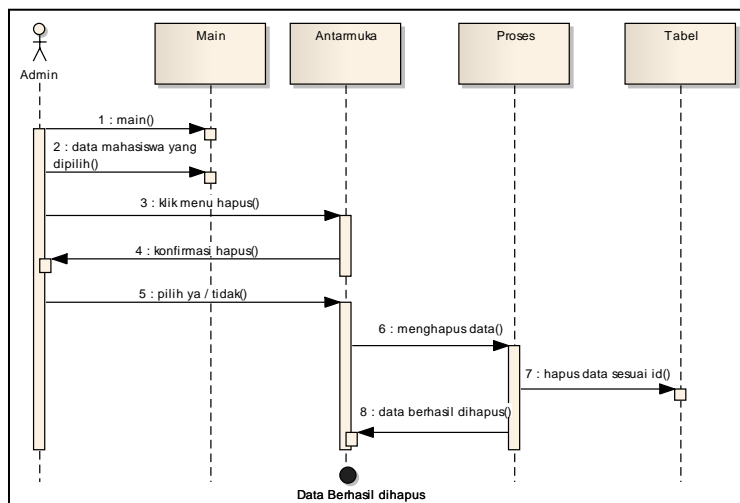 Main
Antarmuka
Proses
Tabel
Admin
1 : main()
2 : data mahasiswa yang
dipilih()
3 : klik menu hapus()
4 : konfirmasi hapus()
5 : pilih ya / tidak()
6 : menghapus data()
7 : hapus data sesuai id()
8 : data berhasil dihapus()
Data Berhasil dihapus